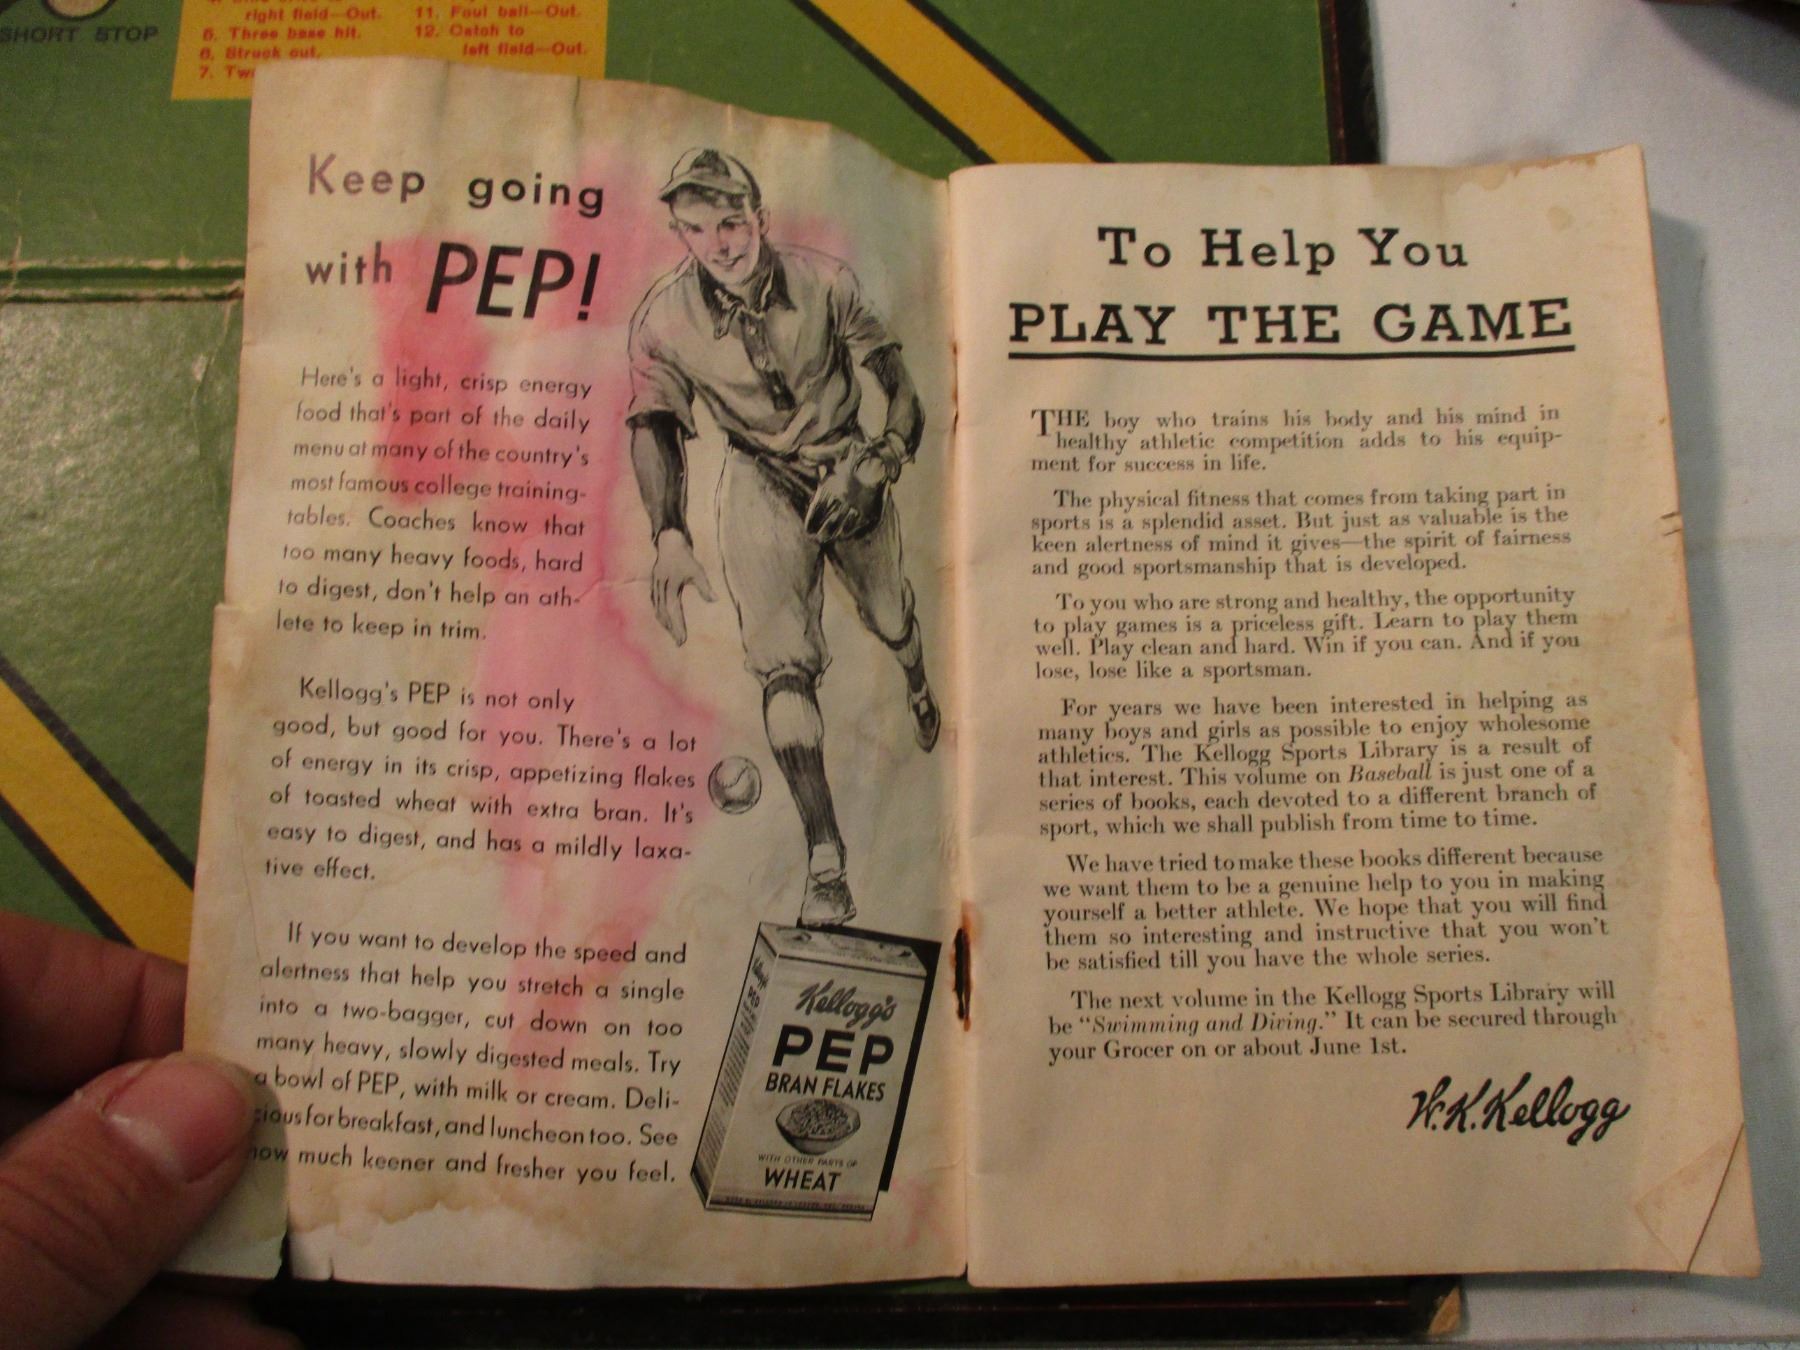 SHORT STOP
right field—Out.
5. Three base hit.
6. Struck out.
7.
11. Foul ball—Out.
12. Catch to
left field—Out.
Keep going
with PEP!
Here's a light, crisp energy
food that's part of the daily
menu at many of the country's
most famous college training-
tables. Coaches know that
too many heavy foods, hard
to digest, don't help an ath-
lete to keep in trim.
Kellogg's PEP is not only
good, but good for you. There's a lot
of energy in its crisp, appetizing flakes
of toasted wheat with extra bran. It's
easy to digest, and has a mildly laxa-
tive effect.
If you want to develop the speed and
alertness that help you stretch a single
into a two-bagger, cut down on too
many heavy, slowly digested meals. Try
a bowl of PEP, with milk or cream. Deli-
cious for breakfast, and luncheon too. See
how much keener and fresher you feel.
Kellogg's
PEP
BRAN FLAKES
WITH OTHER PARTS OF
WHEAT
To Help You
PLAY THE GAME
THE boy who trains his body and his mind in
healthy athletic competition adds to his equip-
ment for success in life.
The physical fitness that comes from taking part in
sports is a splendid asset. But just as valuable is the
keen alertness of mind it gives—the spirit of fairness
and good sportsmanship that is developed.
To you who are strong and healthy, the opportunity
to play games is a priceless gift. Learn to play them
well. Play clean and hard. Win if you can. And if you
lose, lose like a sportsman.
For years we have been interested in helping as
many boys and girls as possible to enjoy wholesome
athletics. The Kellogg Sports Library is a result of
that interest. This volume on Baseball is just one of a
series of books, each devoted to a different branch of
sport, which we shall publish from time to time.
We have tried to make these books different because
we want them to be a genuine help to you in making
yourself a better athlete. We hope that you will find
them so interesting and instructive that you won't
be satisfied till you have the whole series.
The next volume in the Kellogg Sports Library will
be "Swimming and Diving." It can be secured through
your Grocer on or about June 1st.
W.K.Kellogg